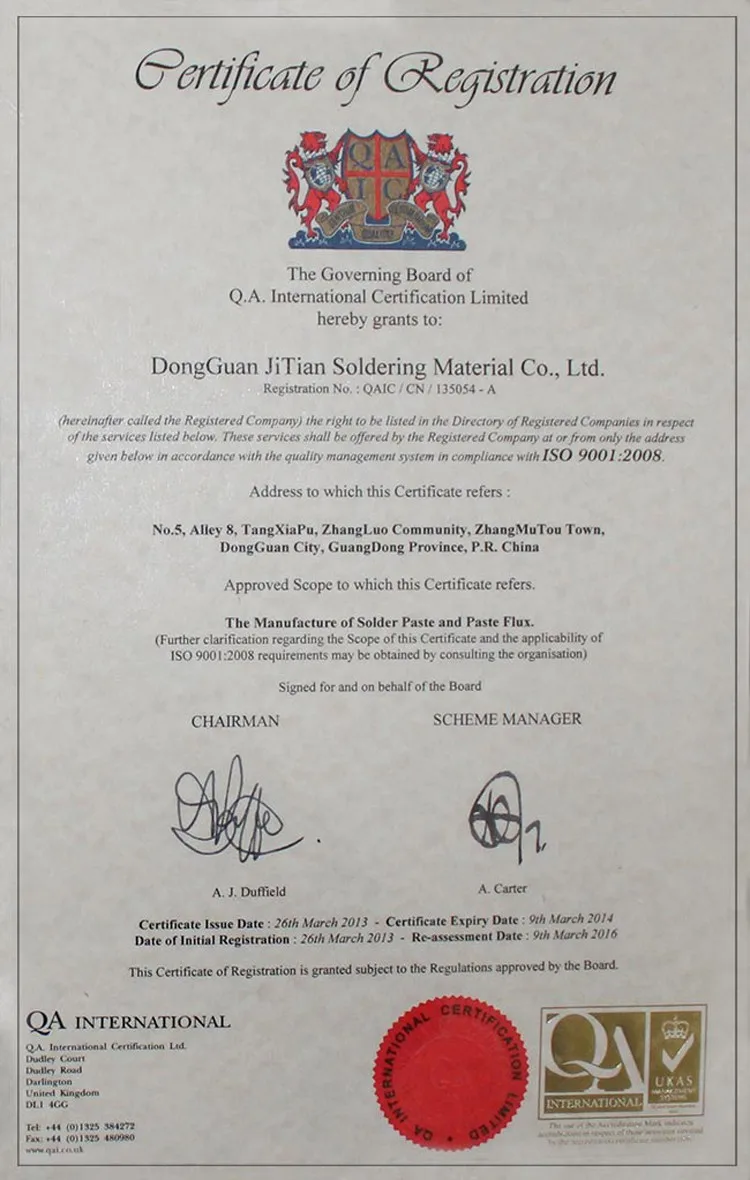 Certificate of Registration
QA
IC
The Governing Board of
Q.A. International Certification Limited
hereby grants to:
DongGuan JiTian Soldering Material Co., Ltd.
Registration No. : QAIC / CN / 135054 - A
(hereinafter called the Registered Company) the right to be listed in the Directory of Registered Companies in respect
of the services listed below. These services shall be offered by the Registered Company at or from only the address
given below in accordance with the quality management system in compliance with ISO 9001:2008.
Address to which this Certificate refers :
No.5, Alley 8, TangXiaPu, ZhangLuo Community, ZhangMuTou Town,
DongGuan City, GuangDong Province, P.R. China
Approved Scope to which this Certificate refers.
The Manufacture of Solder Paste and Paste Flux.
(Further clarification regarding the Scope of this Certificate and the applicability of
ISO 9001:2008 requirements may be obtained by consulting the organisation)
Signed for and on behalf of the Board
CHAIRMAN
SCHEME MANAGER
A. J. Duffield
A. Carter
Certificate Issue Date : 26th March 2013 - Certificate Expiry Date : 9th March 2014
Date of Initial Registration : 26th March 2013 - Re-assessment Date : 9th March 2016
This Certificate of Registration is granted subject to the Regulations approved by the Board.
QA INTERNATIONAL
Q.A. International Certification Ltd.
Dudley Court
Dudley Road
Darlington
United Kingdom
DL1 4GG
Tel: +44 (0)1325 384272
Fax: +44 (0)1325 480980
www.qai.co.uk
QA INTERNATIONAL CERTIFICATION LIMITED
QA
INTERNATIONAL
UKAS
MANAGEMENT
SYSTEMS
The use of the Accreditation Mark indicates